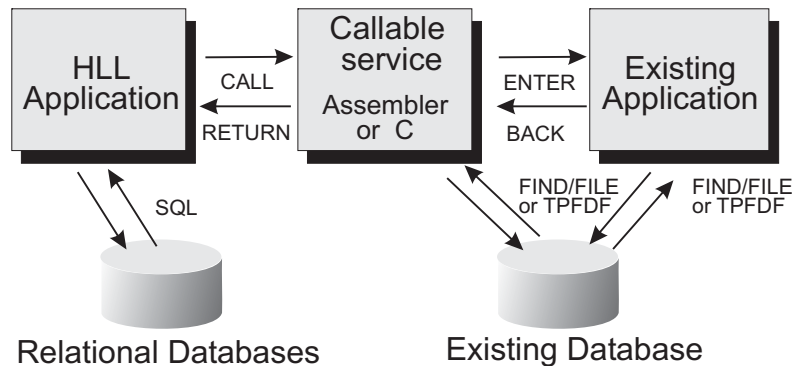 HLL
Application
CALL
RETURN
Callable
service
Assembler
or C
ENTER
BACK
Existing
Application
SQL
FIND/FILE
or TPFDF
FIND/FILE
or TPFDF
Relational Databases
Existing Database